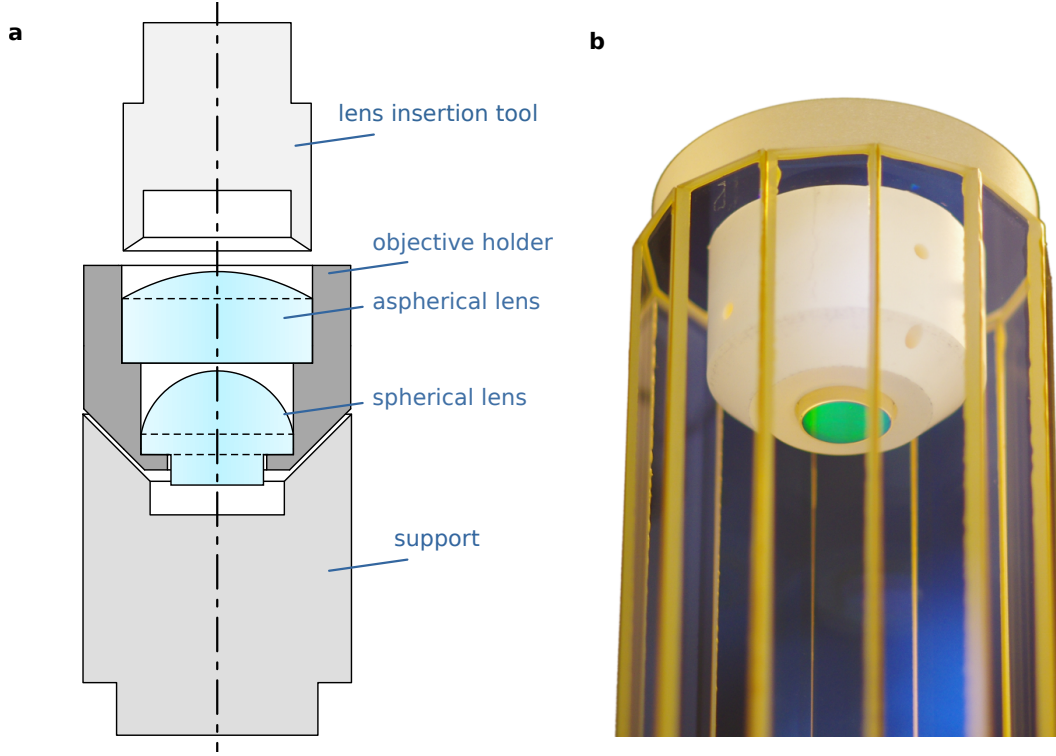 a
lens insertion tool
objective holder
aspherical lens
spherical lens
support
b